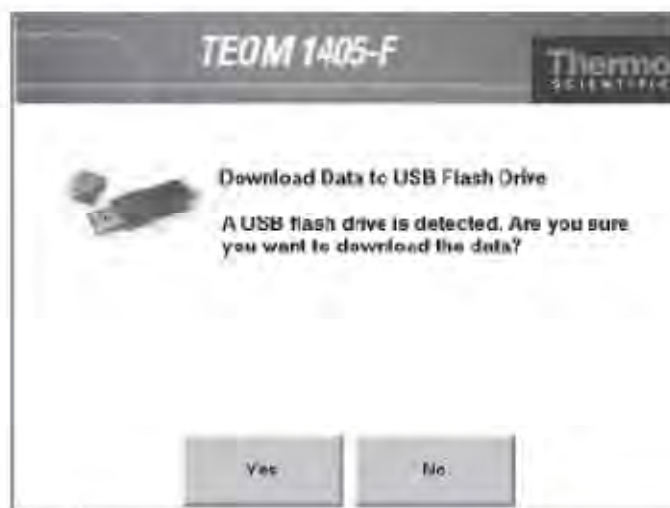 TEOM 1405-F
Thermo
SCIENTIFIC
Download Data to USB Flash Drive
A USB flash drive is detected. Are you sure
you want to download the data?
Yes
No